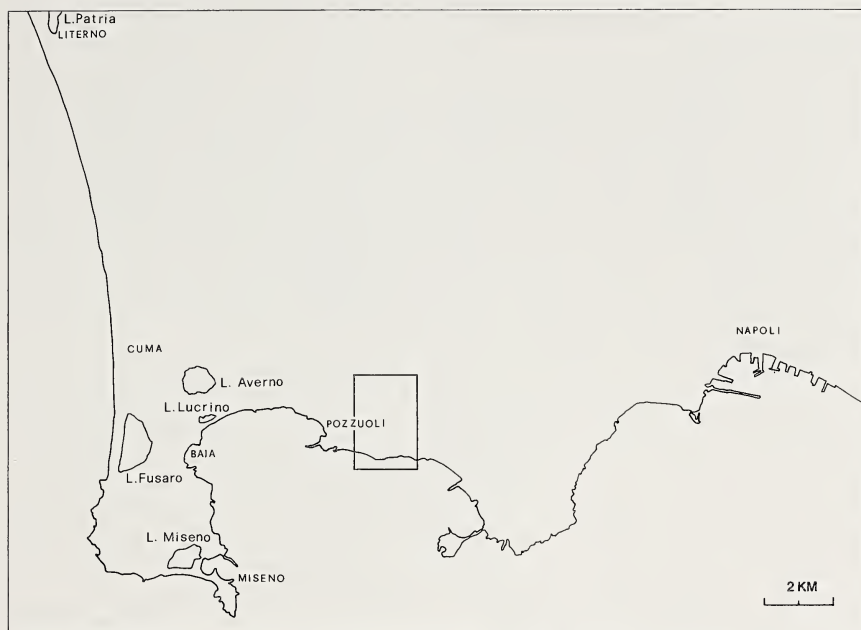 L.Patria
LITERNO
NAPOLI
CUMA
L. Averno
L.Lucrino
POZZUOLI
BAIA
L.Fusaro
L. Miseno
MISENO
2 KM